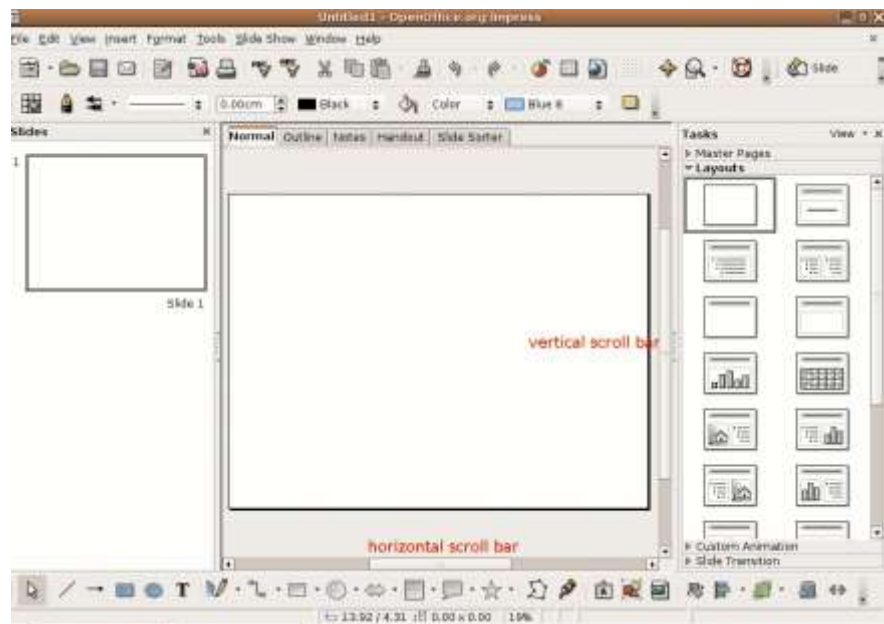 Untitled1 - OpenOffice.org Impress
File Edit View Insert Format Tools Slide Show Window Help
Slide
0.00cm Black Color Blue 8
Slides
Normal Outline Notes Handout Slide Sorter
Tasks View
Master Pages
Layouts
1
Slide 1
vertical scroll bar
horizontal scroll bar
Custom Animation
Slide Transition
T
13.92 / 4.31 0.00 x 0.00 19%